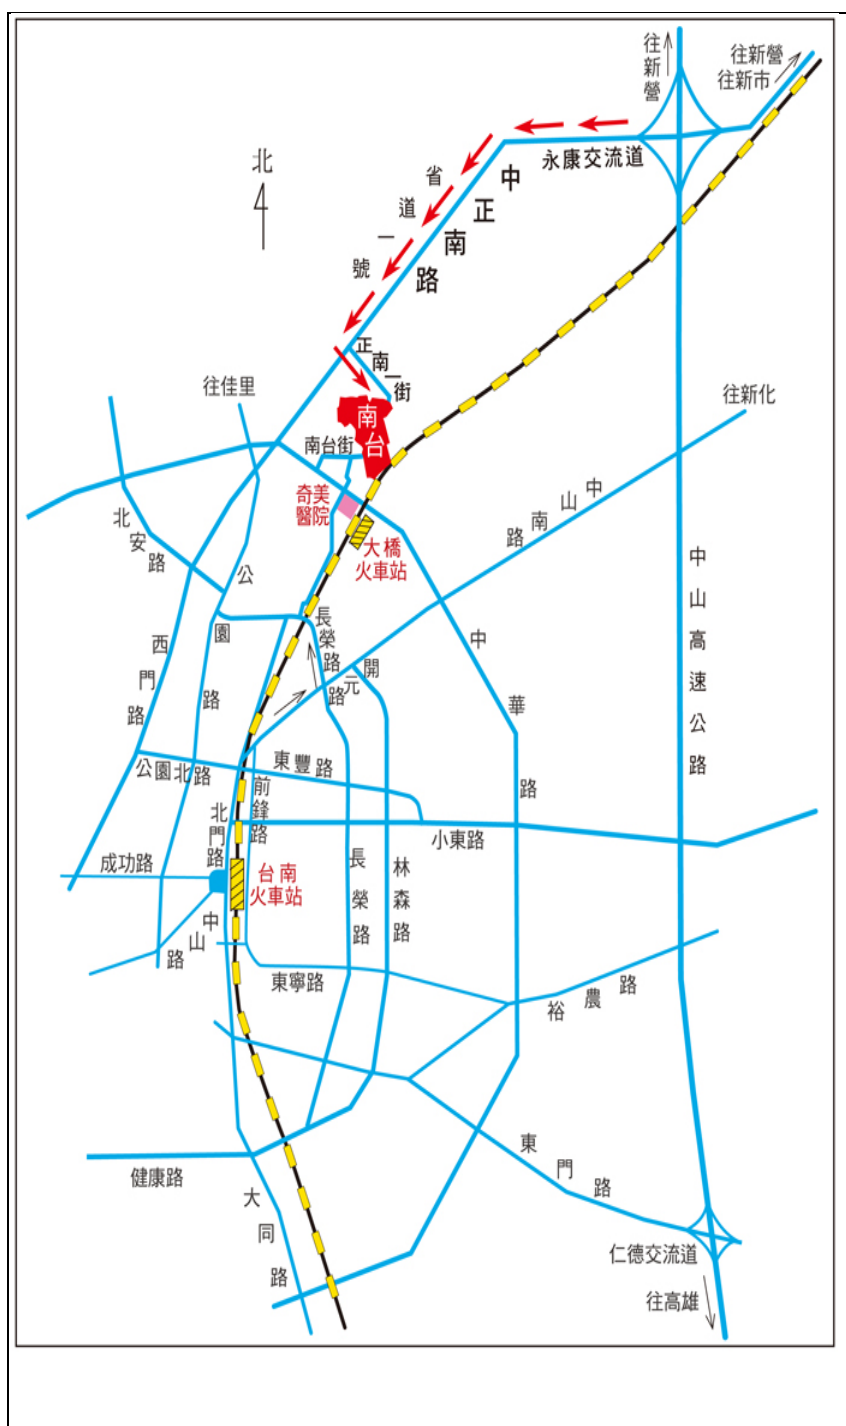 往新營
往新營
往新市
永康交流道
北
省道一號
中正南路
正南一街
往佳里
往新化
南台
南台街
奇美
醫院
大橋
火車站
中山南路
北安路
公園路
長榮路
中山高速公路
中華路
西門路
開元路
公園北路
東豐路
前鋒路
北門路
小東路
成功路
台南
火車站
長榮路
林森路
中山路
東寧路
裕農路
健康路
東門路
大同路
仁德交流道
往高雄